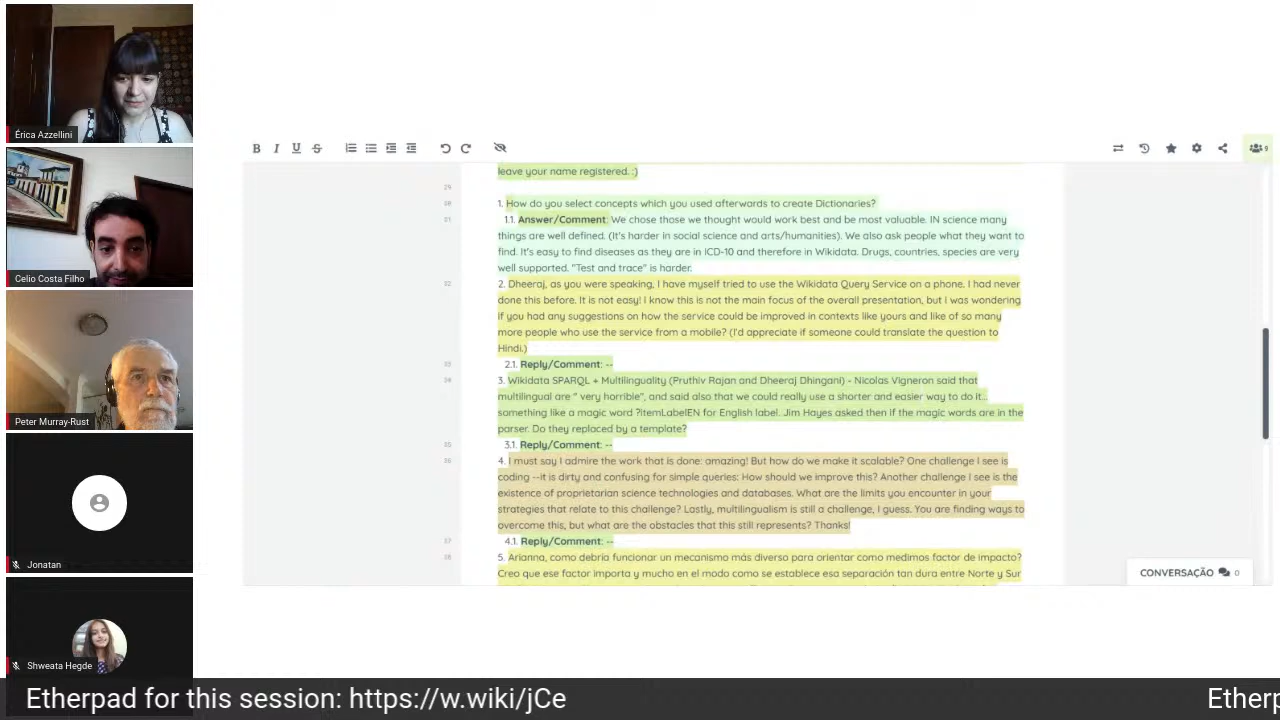 Érica Azzellini
Celio Costa Filho
Peter Murray-Rust
Jonatan
Shweata Hegde
B I U S
9
leave your name registered. :)
29
30
1. How do you select concepts which you used afterwards to create Dictionaries?
31
1.1. Answer/Comment: We chose those we thought would work best and be most valuable. IN science many
things are well defined. (It's harder in social science and arts/humanities). We also ask people what they want to
find. It's easy to find diseases as they are in ICD-10 and therefore in Wikidata. Drugs, countries, species are very
well supported. "Test and trace" is harder.
32
2. Dheeraj, as you were speaking, I have myself tried to use the Wikidata Query Service on a phone. I had never
done this before. It is not easy! I know this is not the main focus of the overall presentation, but i was wondering
if you had any suggestions on how the service could be improved in contexts like yours and like of so many
more people who use the service from a mobile? (I'd appreciate if someone could translate the question to
Hindi.)
33
2.1. Reply/Comment: --
34
3. Wikidata SPARQL + Multilinguality (Pruthiv Rajan and Dheeraj Dhingani) - Nicolas Vigneron said that
multilingual are " very horrible", and said also that we could really use a shorter and easier way to do it...
something like a magic word ?itemLabelEN for English label. Jim Hayes asked then if the magic words are in the
parser. Do they replaced by a template?
35
3.1. Reply/Comment: --
36
4. I must say I admire the work that is done: amazing! But how do we make it scalable? One challenge I see is
coding --it is dirty and confusing for simple queries: How should we improve this? Another challenge I see is the
existence of proprietarian science technologies and databases. What are the limits you encounter in your
strategies that relate to this challenge? Lastly, multilingualism is still a challenge, I guess. You are finding ways to
overcome this, but what are the obstacles that this still represents? Thanks!
37
4.1. Reply/Comment: --
38
5. Arianna, como debría funcionar un mecanismo más diverso para orientar como medimos factor de impacto?
Creo que ese factor importa y mucho en el modo como se establece esa separación tan dura entre Norte y Sur
CONVERSAÇÃO 0
Etherpad for this session: https://w.wiki/jCe
Etherp